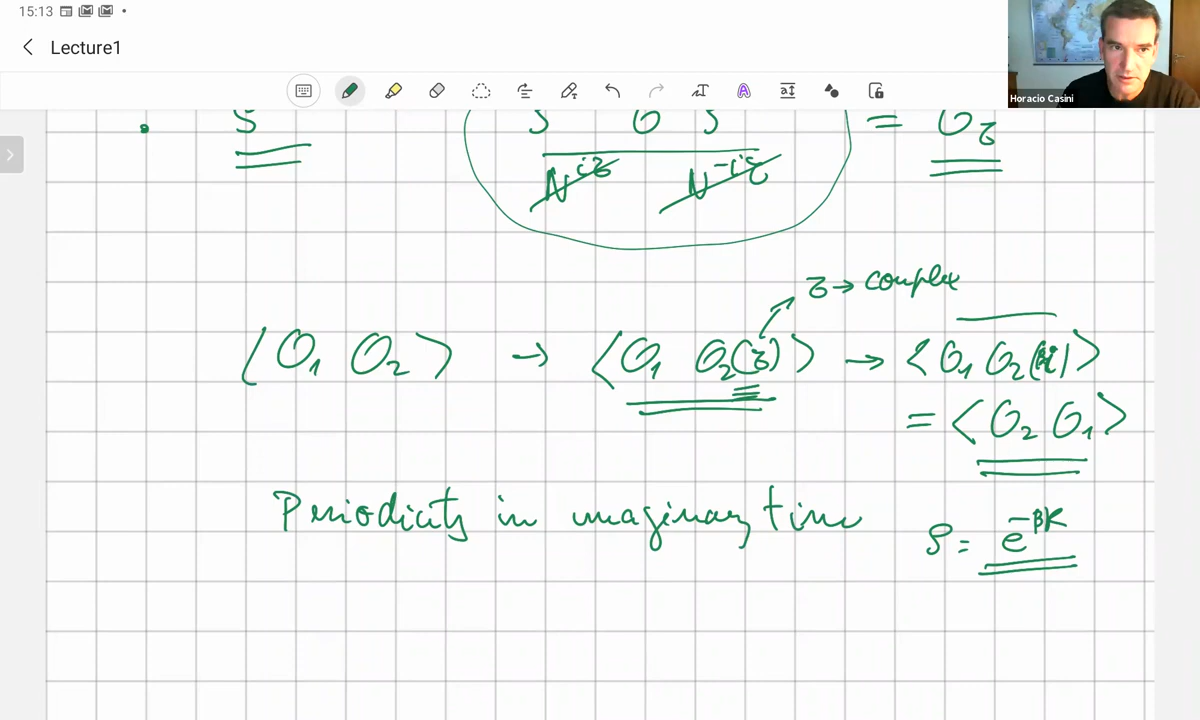 15:13
Lecture1
Horacio Casini
ρ O ρ = O_τ
N^{iτ} N^{-iτ}
τ → complex
⟨O₁ O₂⟩ → ⟨O₁ O₂(τ)⟩ → ⟨O₁ O₂(βi)⟩
= ⟨O₂ O₁⟩
Periodicity in imaginary time
ρ = e^{-βK}